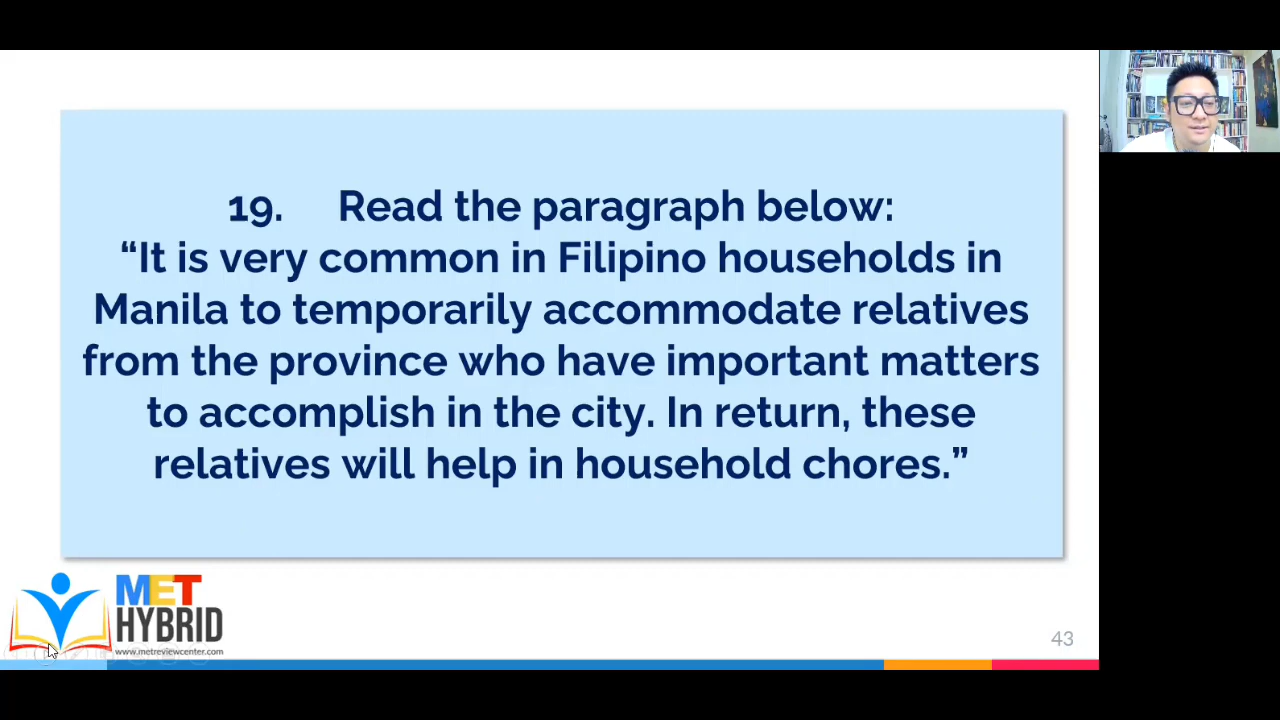 19. Read the paragraph below:
“It is very common in Filipino households in
Manila to temporarily accommodate relatives
from the province who have important matters
to accomplish in the city. In return, these
relatives will help in household chores.”
MET
HYBRID
www.metreviewcenter.com
43